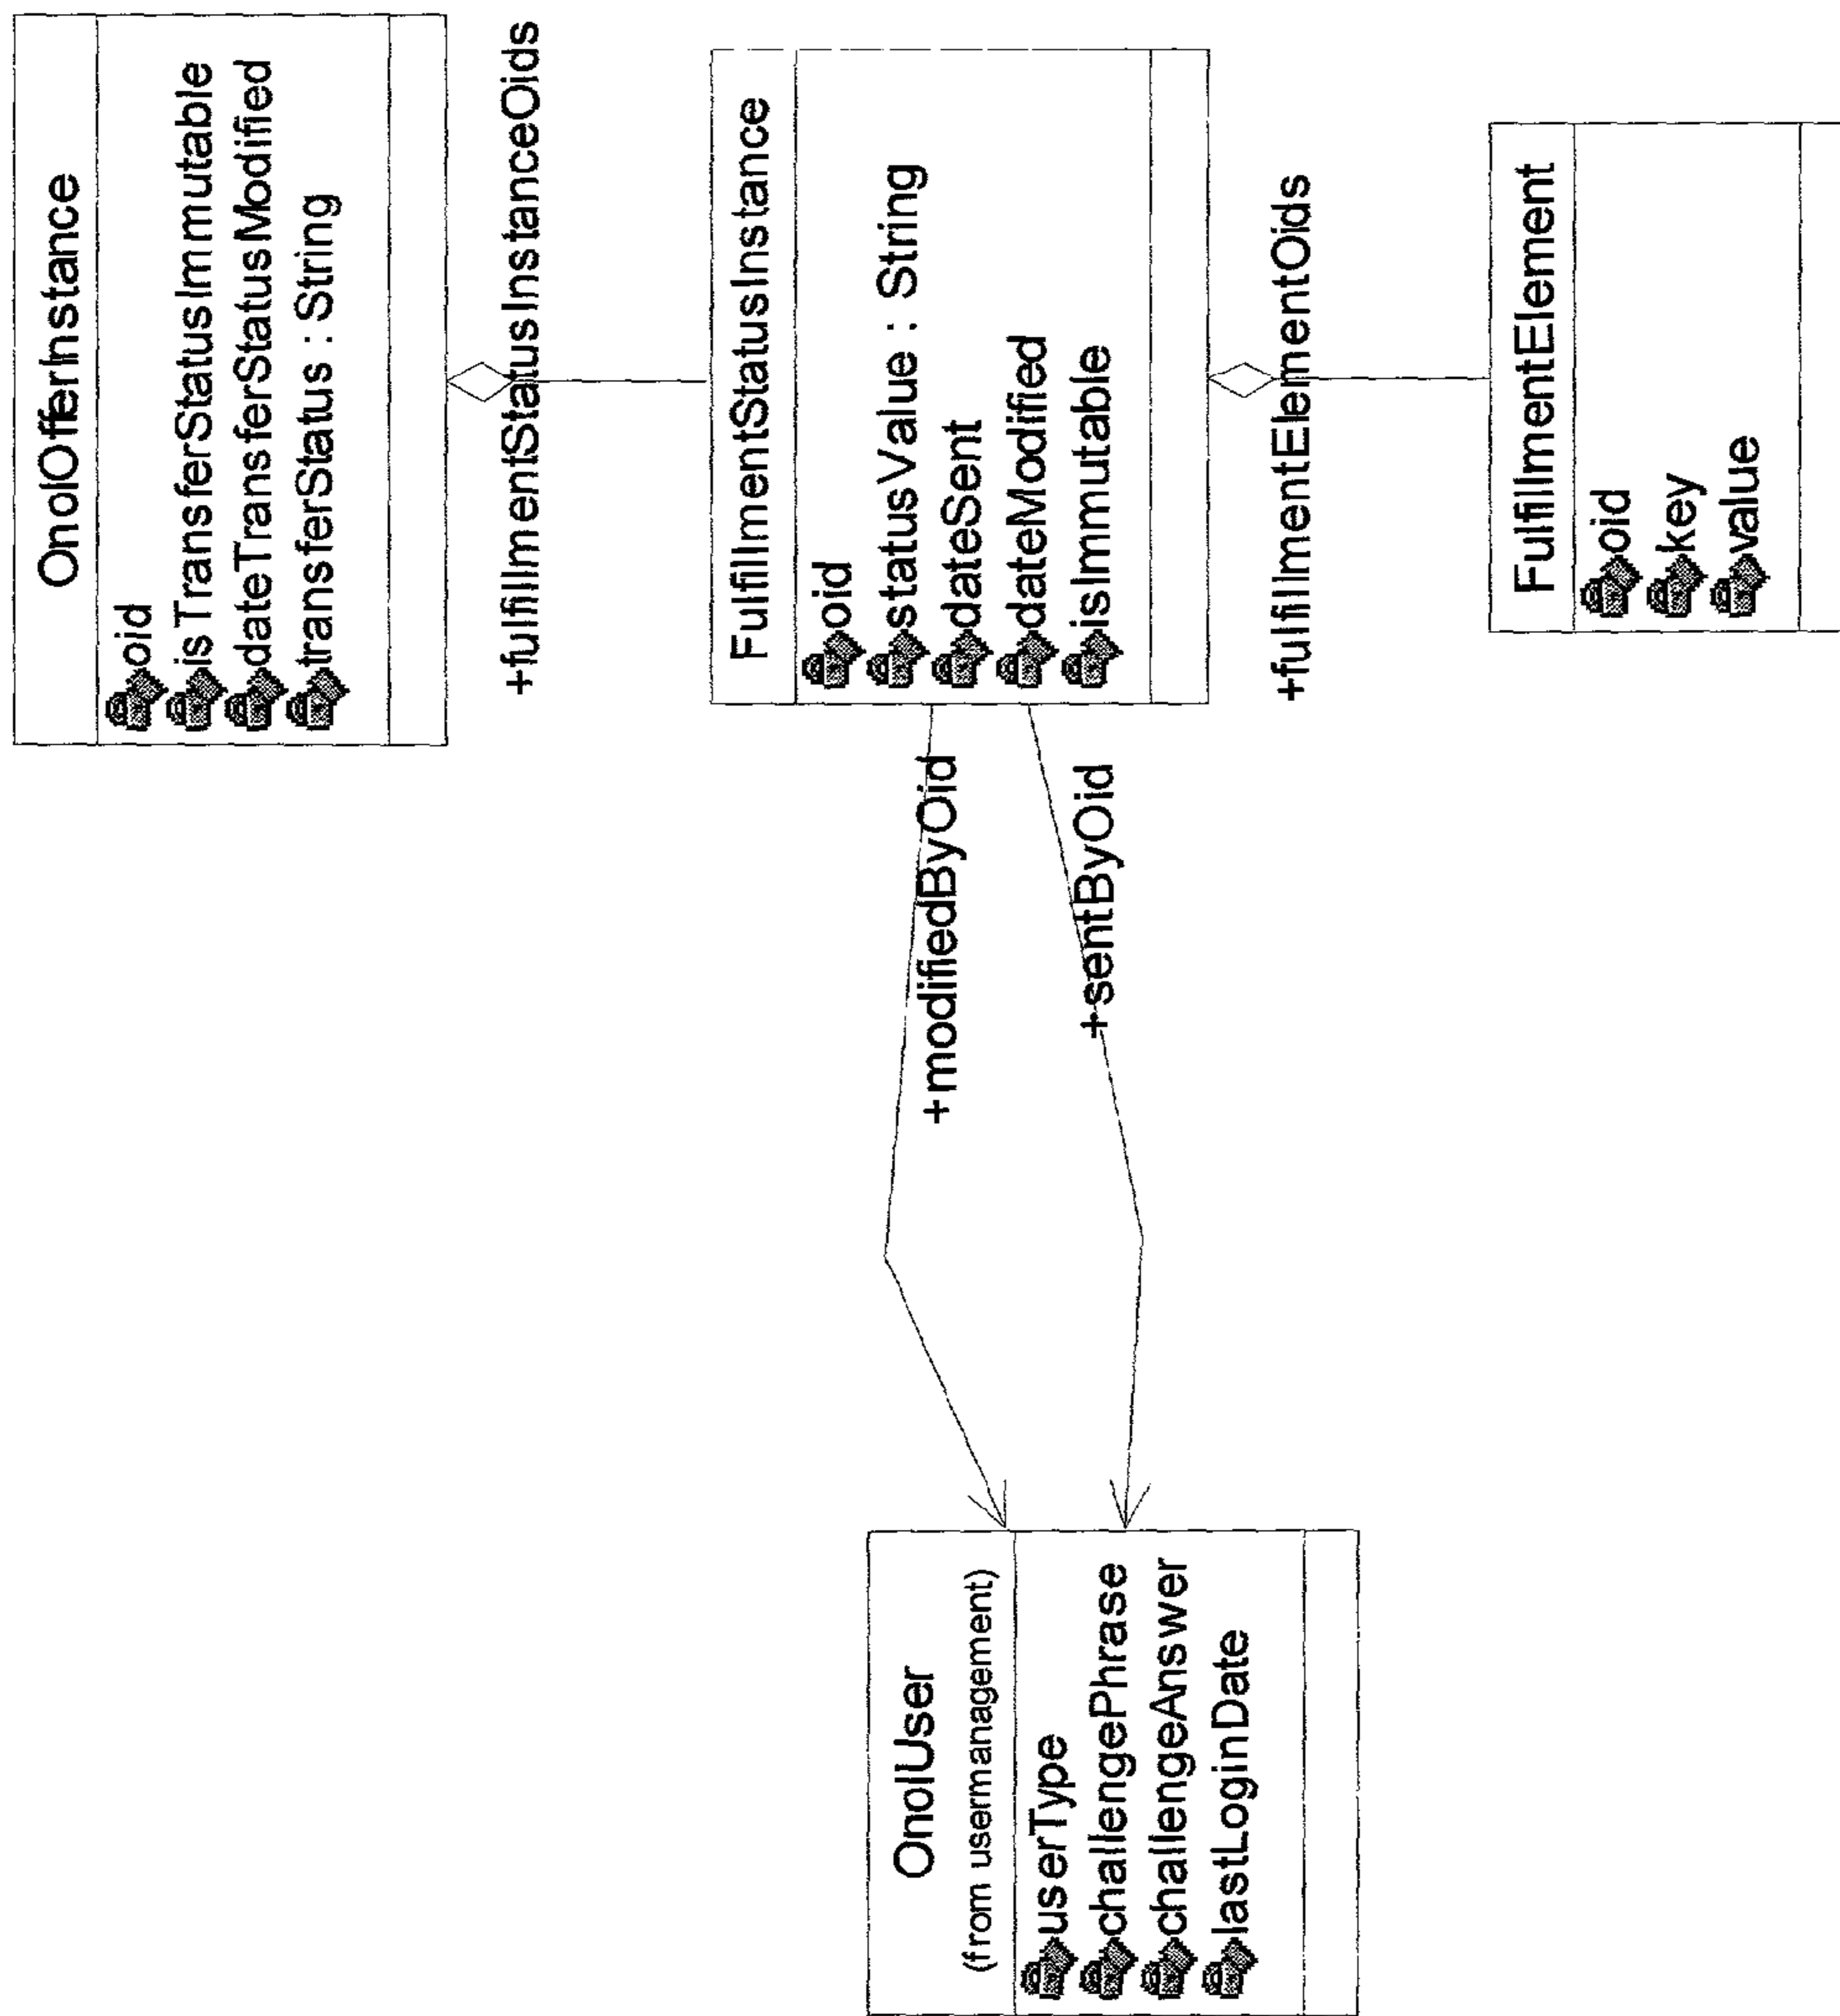 OnolOfferInstance
oid
isTransferStatusImmutable
dateTransferStatusModified
transferStatus : String
+fulfillmentStatusInstanceOids
FulfillmentStatusInstance
oid
statusValue : String
dateSent
dateModified
isImmutable
+modifiedByOid
+sentByOid
+fulfillmentElementOids
FulfillmentElement
oid
key
value
OnolUser
(from usermanagement)
userType
challengePhrase
challengeAnswer
lastLoginDate